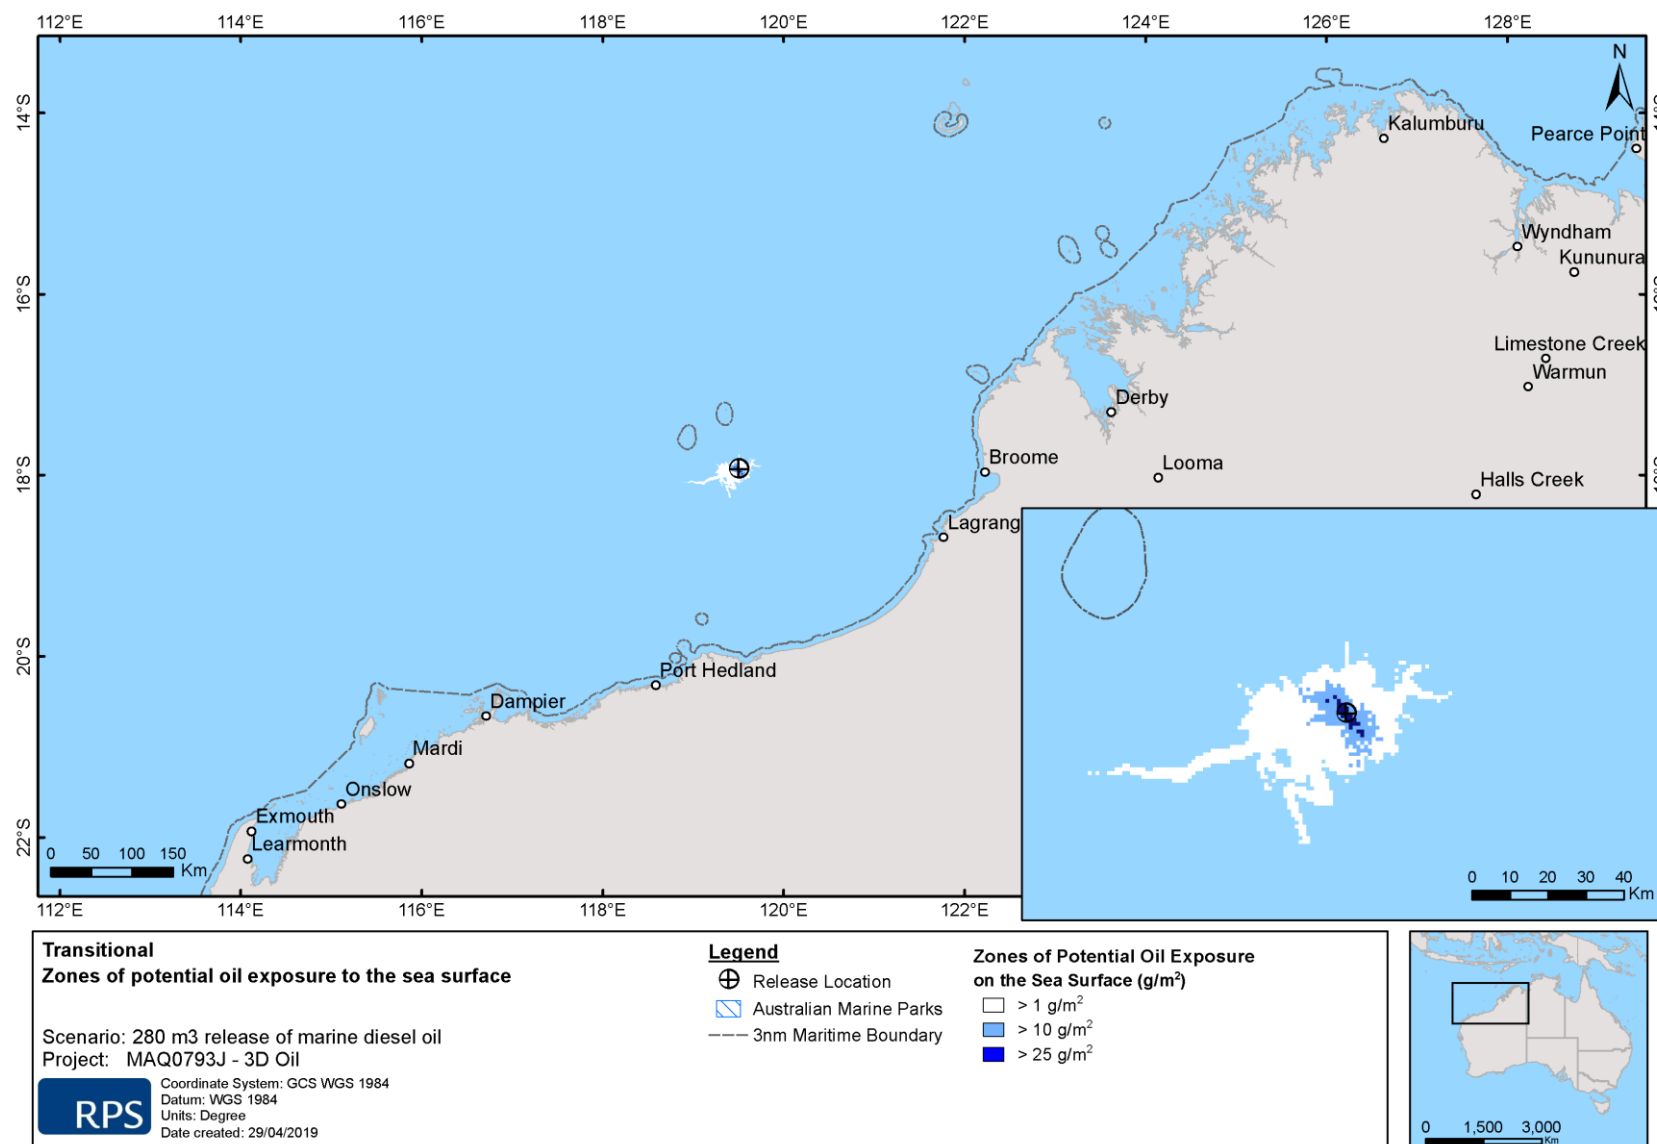 112°E 114°E 116°E 118°E 120°E 122°E 124°E 126°E 128°E
N
14°S
14°S
Kalumburu
Pearce Point
Wyndham
Kununura
16°S
Limestone Creek
Warmun
Derby
Broome
Looma
18°S
Halls Creek
Lagrang
20°S
Port Hedland
Dampier
Mardi
Onslow
Exmouth
Learmonth
22°S
0 50 100 150
Km
0 10 20 30 40
Km
112°E 114°E 116°E 118°E 120°E 122°E
Transitional
Zones of potential oil exposure to the sea surface
Scenario: 280 m3 release of marine diesel oil
Project: MAQ0793J - 3D Oil
RPS
Coordinate System: GCS WGS 1984
Datum: WGS 1984
Units: Degree
Date created: 29/04/2019
Legend
Release Location
Australian Marine Parks
3nm Maritime Boundary
Zones of Potential Oil Exposure
on the Sea Surface (g/m²)
> 1 g/m²
> 10 g/m²
> 25 g/m²
0 1,500 3,000
Km